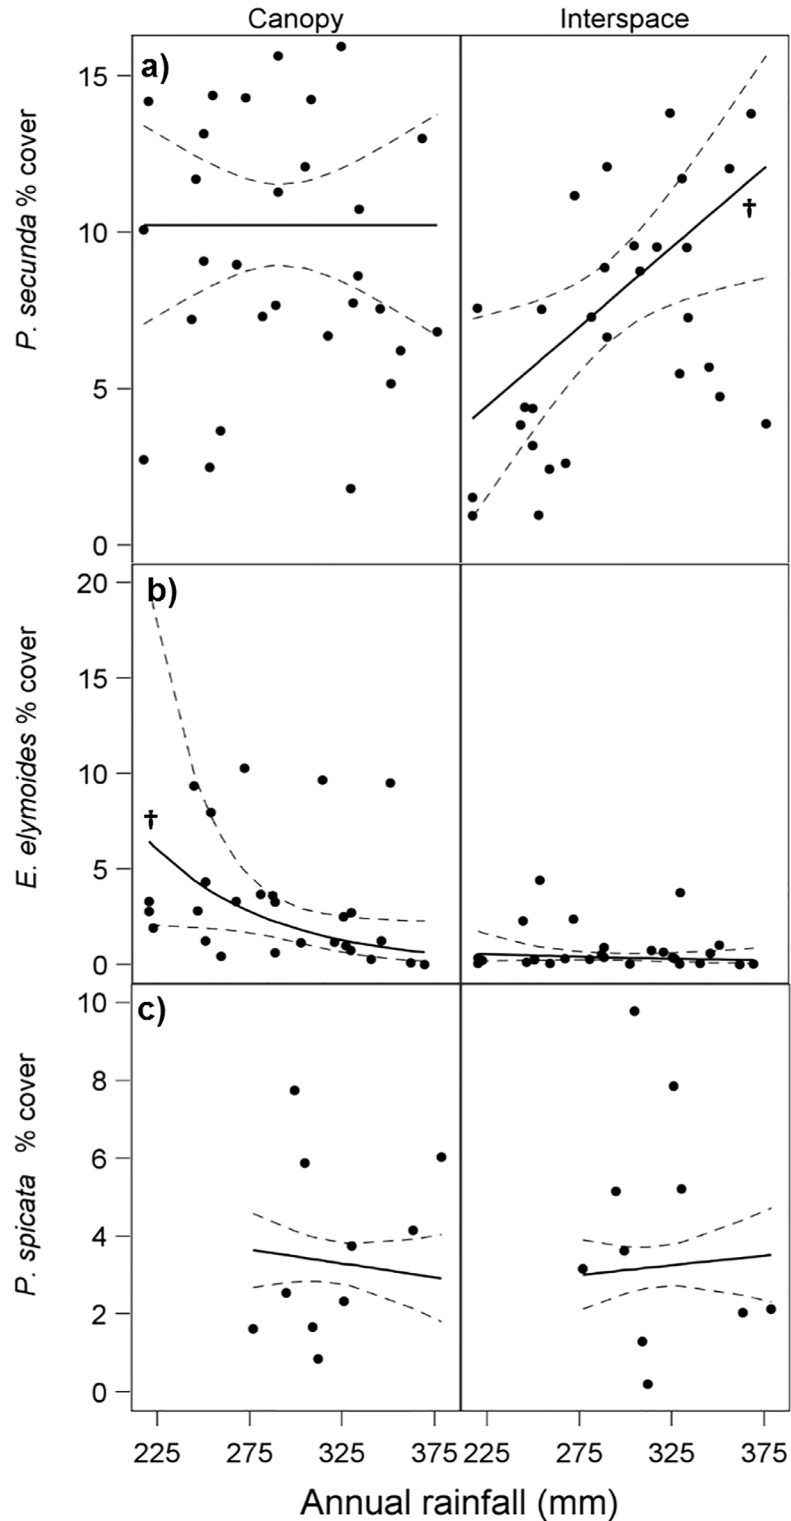 Canopy Interspace
a)
P. secunda % cover
15
10
5
0
†
b)
E. elymoides % cover
20
15
10
5
0
†
c)
P. spicata % cover
10
8
6
4
2
0
225 275 325 375 225 275 325 375
Annual rainfall (mm)